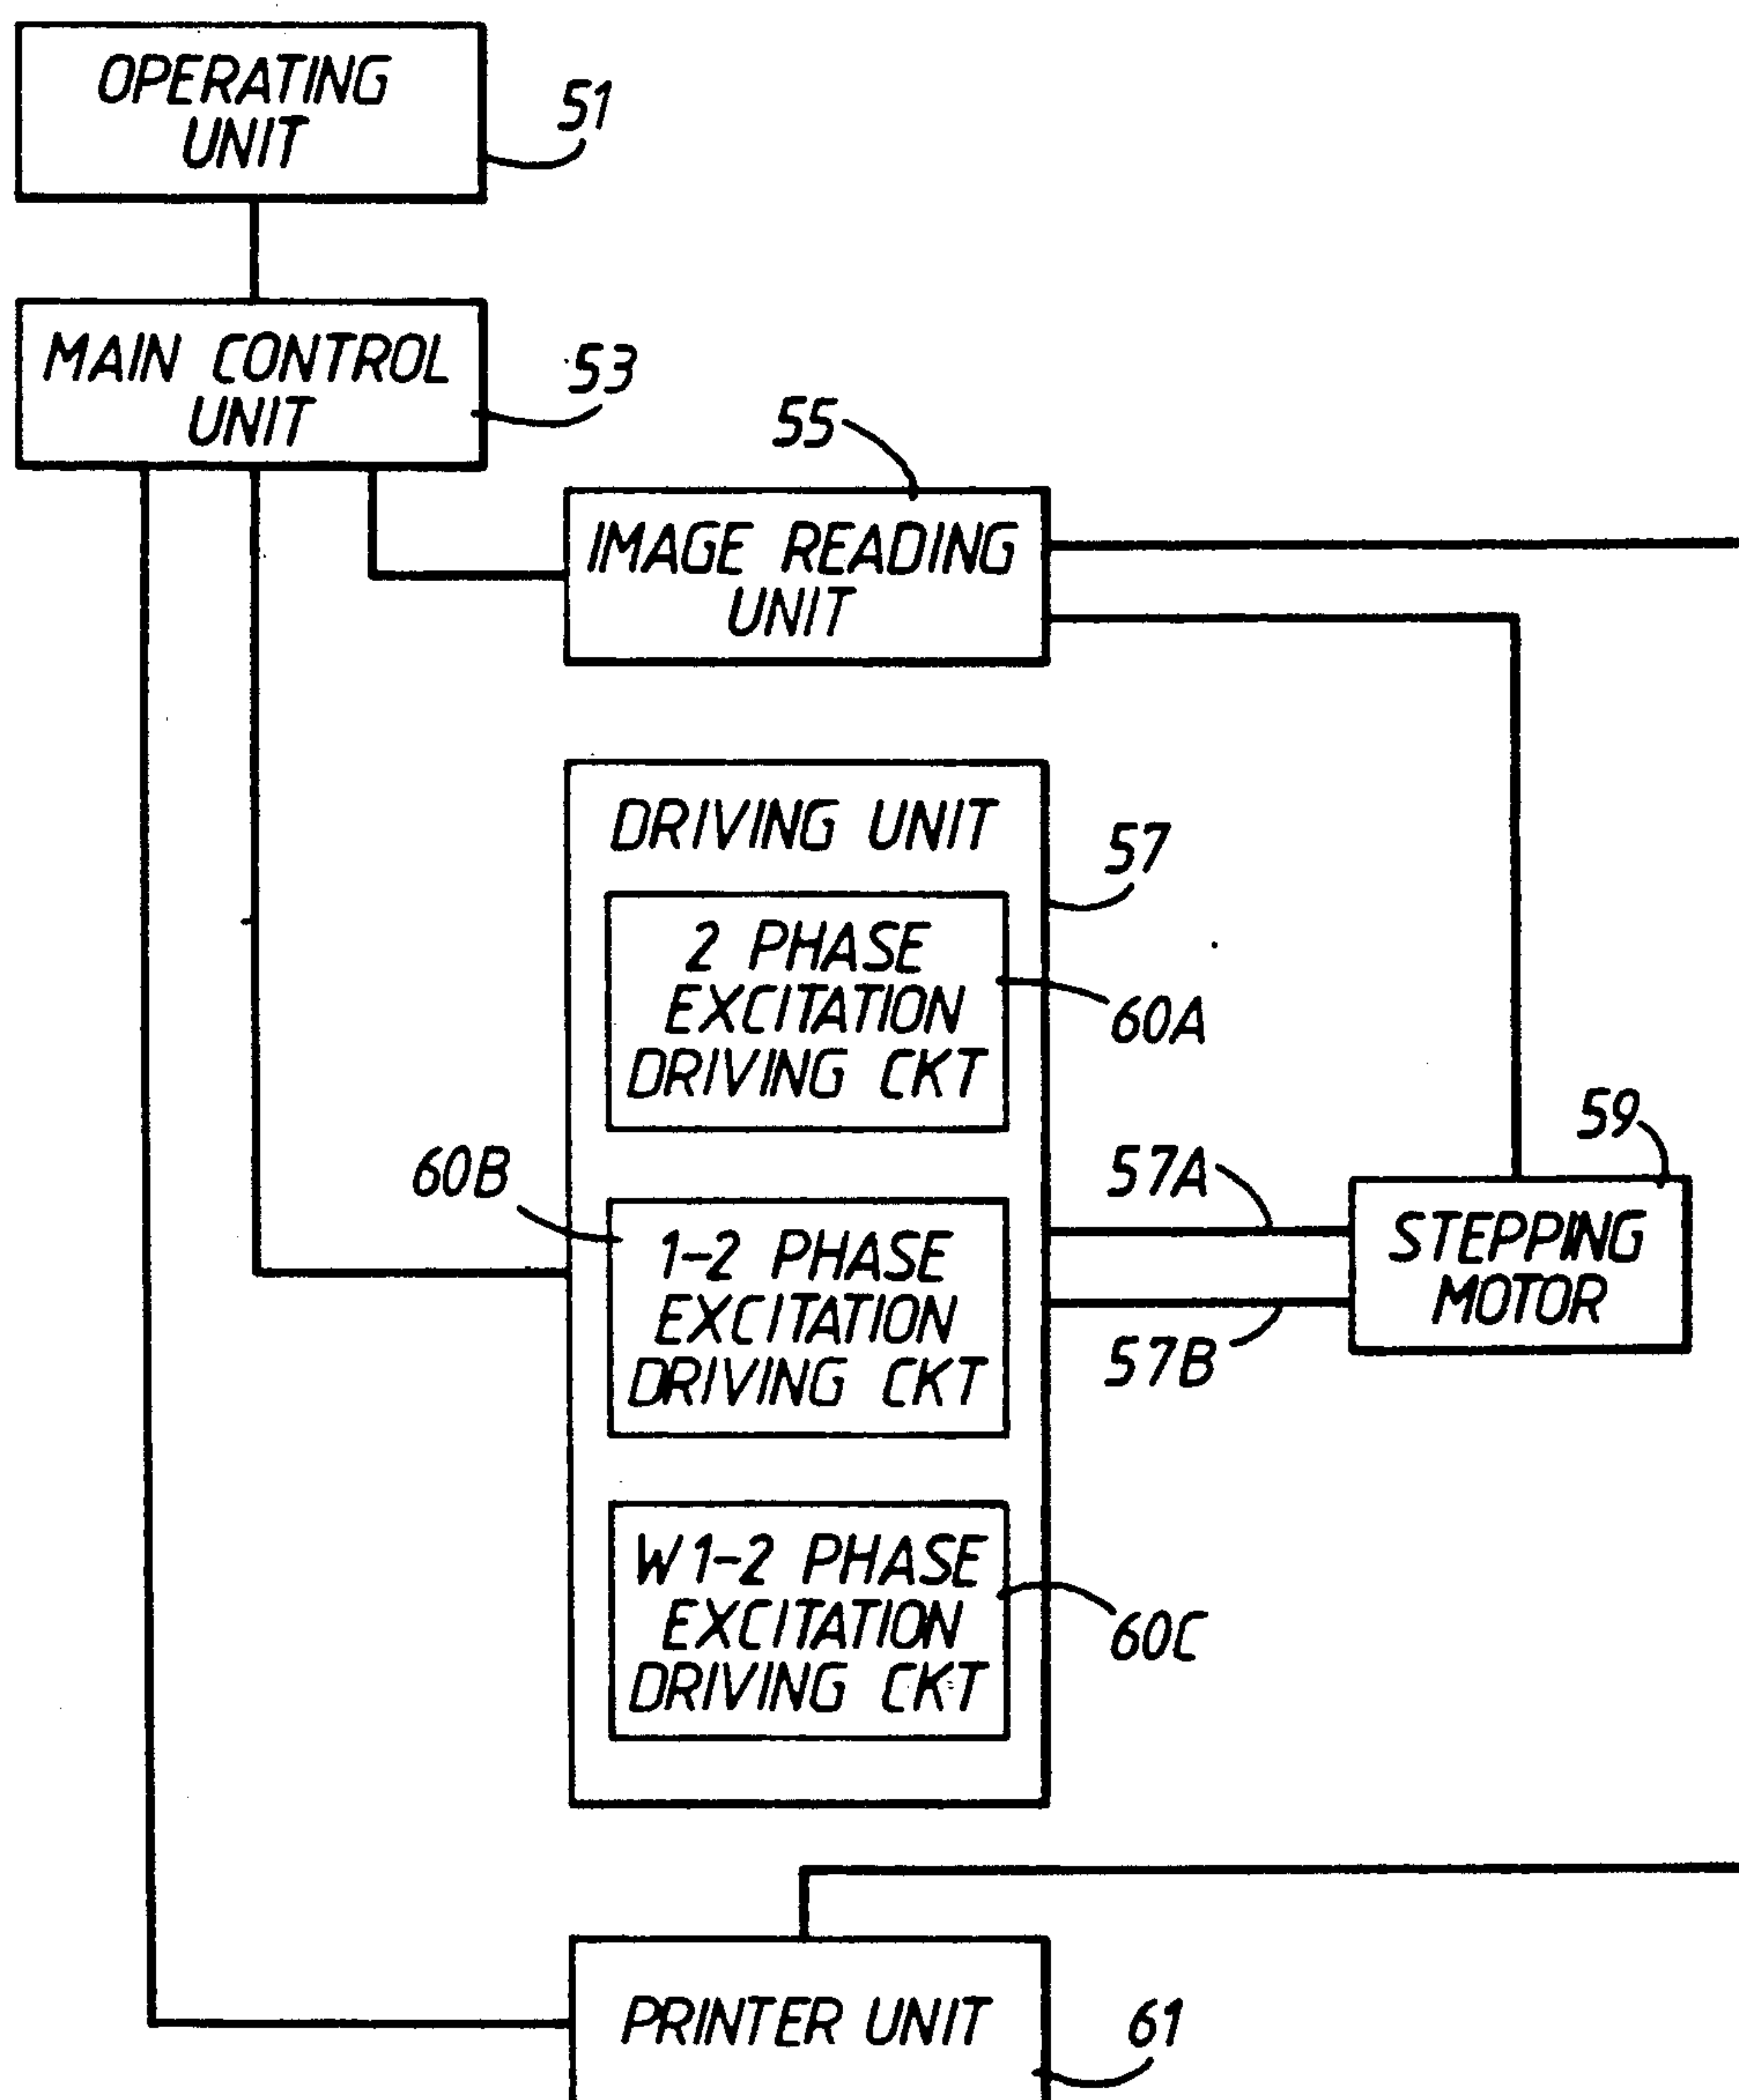 OPERATING
UNIT
51
MAIN CONTROL
UNIT
53
55
IMAGE READING
UNIT
DRIVING UNIT
57
2 PHASE
EXCITATION
DRIVING CKT
60A
59
60B
57A
1-2 PHASE
EXCITATION
DRIVING CKT
STEPPING
MOTOR
57B
W1-2 PHASE
EXCITATION
DRIVING CKT
60C
PRINTER UNIT
61